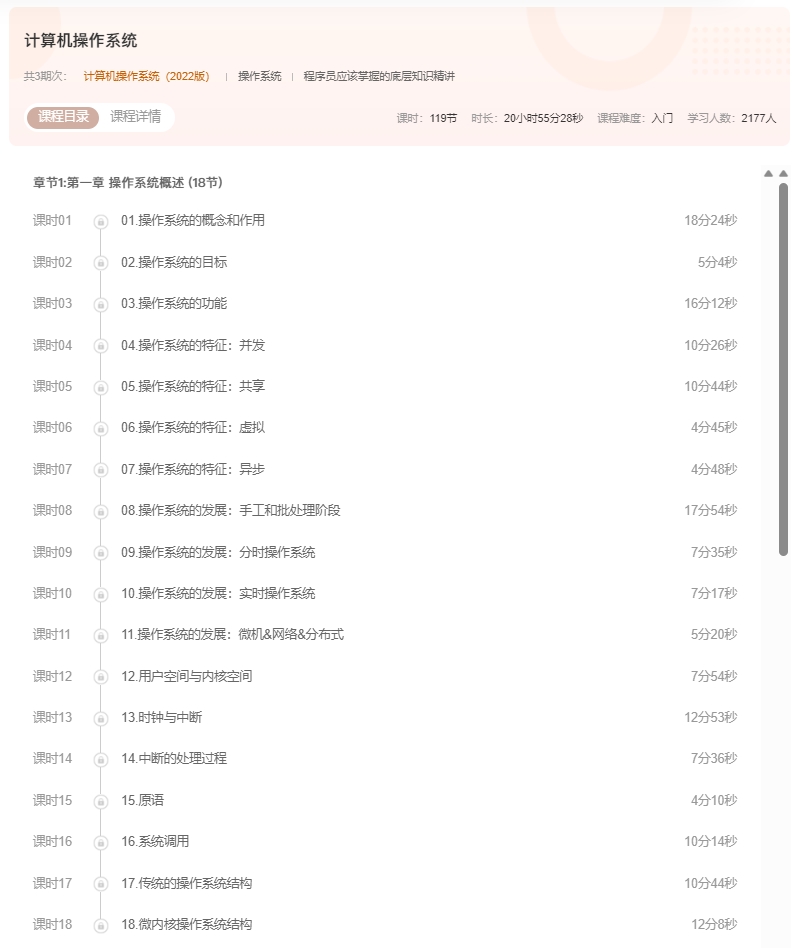 计算机操作系统
共3期次： 计算机操作系统（2022版） | 操作系统 | 程序员应该掌握的底层知识精讲
课程目录 课程详情 课时：119节 时长：20小时55分28秒 课程难度：入门 学习人数：2177人
章节1:第一章 操作系统概述 (18节)
课时01 01.操作系统的概念和作用 18分24秒
课时02 02.操作系统的目标 5分4秒
课时03 03.操作系统的功能 16分12秒
课时04 04.操作系统的特征：并发 10分26秒
课时05 05.操作系统的特征：共享 10分44秒
课时06 06.操作系统的特征：虚拟 4分45秒
课时07 07.操作系统的特征：异步 4分48秒
课时08 08.操作系统的发展：手工和批处理阶段 17分54秒
课时09 09.操作系统的发展：分时操作系统 7分35秒
课时10 10.操作系统的发展：实时操作系统 7分17秒
课时11 11.操作系统的发展：微机&网络&分布式 5分20秒
课时12 12.用户空间与内核空间 7分54秒
课时13 13.时钟与中断 12分53秒
课时14 14.中断的处理过程 7分36秒
课时15 15.原语 4分10秒
课时16 16.系统调用 10分14秒
课时17 17.传统的操作系统结构 10分44秒
课时18 18.微内核操作系统结构 12分8秒